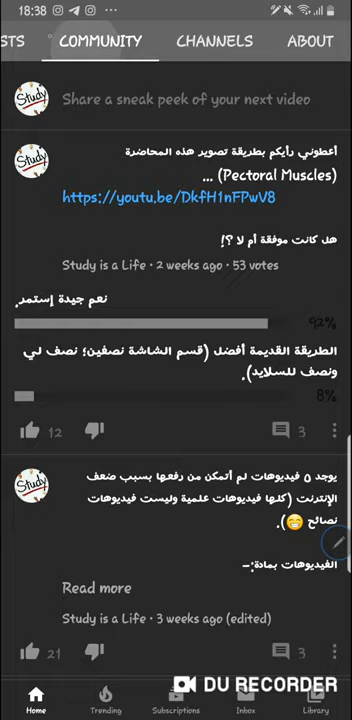 18:38
STS COMMUNITY CHANNELS ABOUT
Study
Share a sneak peek of your next video
Study
أعطوني رأيكم بطريقة تصوير هذه المحاضرة
(Pectoral Muscles) ...
https://youtu.be/DkfH1nFPwV8
هل كانت موفقة أم لا ؟!
Study is a Life • 2 weeks ago • 53 votes
نعم جيدة إستمر.
92%
الطريقة القديمة أفضل (قسم الشاشة نصفين؛ نصف لي
ونصف للسلايد).
8%
12 3
Study
يوجد ٥ فيديوهات لم أتمكن من رفعها بسبب ضعف
الإنترنت (كلها فيديوهات علمية وليست فيديوهات
نصائح 😁).
الفيديوهات بمادة:-
Read more
Study is a Life • 3 weeks ago (edited)
21 3
DU RECORDER
Home Trending Subscriptions Inbox Library